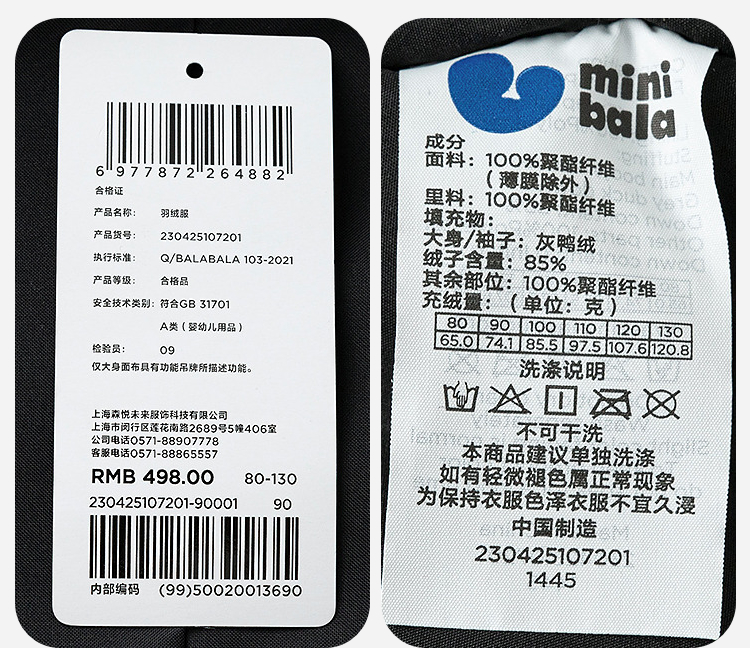 6 977872 264882
合格证
产品名称： 羽绒服
产品货号： 230425107201
执行标准： Q/BALABALA 103-2021
产品等级： 合格品
安全技术类别：符合GB 31701
A类（婴幼儿用品）
检验员： 09
仅大身面布具有功能吊牌所描述功能。
上海森悦未来服饰科技有限公司
上海市闵行区莲花南路2689号5幢406室
公司电话0571-88907778
客服电话0571-88865557
RMB 498.00 80-130
230425107201-90001 90
内部编码 (99)50020013690
mini
bala
成分
面料：100%聚酯纤维
（薄膜除外）
里料：100%聚酯纤维
填充物：
大身/袖子：灰鸭绒
绒子含量：85%
其余部位：100%聚酯纤维
充绒量：（单位：克）
80 90 100 110 120 130
65.0 74.1 85.5 97.5 107.6 120.8
洗涤说明
不可干洗
本商品建议单独洗涤
如有轻微褪色属正常现象
为保持衣服色泽衣服不宜久浸
中国制造
230425107201
1445